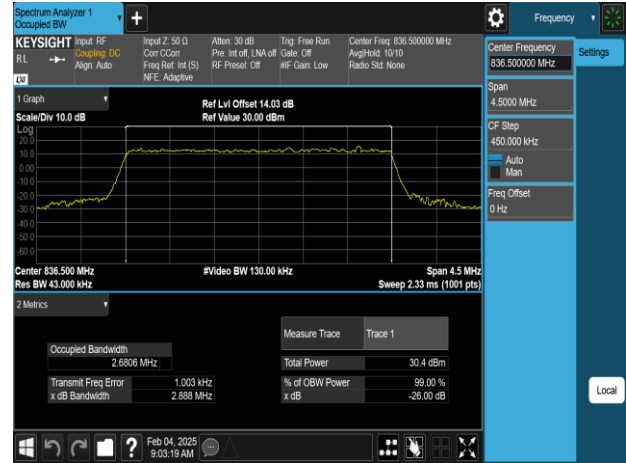 Spectrum Analyzer 1
Occupied BW
+
Frequency
KEYSIGHT
RL
LXI
Input: RF
Coupling: DC
Align: Auto
Input Z: 50 Ω
Corr CCorr
Freq Ref: Int (S)
NFE: Adaptive
Atten: 30 dB
Pre: Int off, LNA off
RF Preset: Off
Trig: Free Run
Gate: Off
#IF Gain: Low
Center Freq: 836.500000 MHz
Avg|Hold: 10/10
Radio Std: None
Center Frequency
836.500000 MHz
Settings
Span
4.5000 MHz
CF Step
450.000 kHz
Auto
Man
Freq Offset
0 Hz
1 Graph
Scale/Div 10.0 dB
Ref Lvl Offset 14.03 dB
Ref Value 30.00 dBm
Log
20.0
10.0
0.00
-10.0
-20.0
-30.0
-40.0
-50.0
-60.0
Center 836.500 MHz
#Video BW 130.00 kHz
Span 4.5 MHz
Res BW 43.000 kHz
Sweep 2.33 ms (1001 pts)
2 Metrics
Measure Trace
Trace 1
Occupied Bandwidth
2.6806 MHz
Total Power
30.4 dBm
Transmit Freq Error
1.003 kHz
% of OBW Power
99.00 %
x dB Bandwidth
2.888 MHz
x dB
-26.00 dB
Local
?
Feb 04, 2025
9:03:19 AM